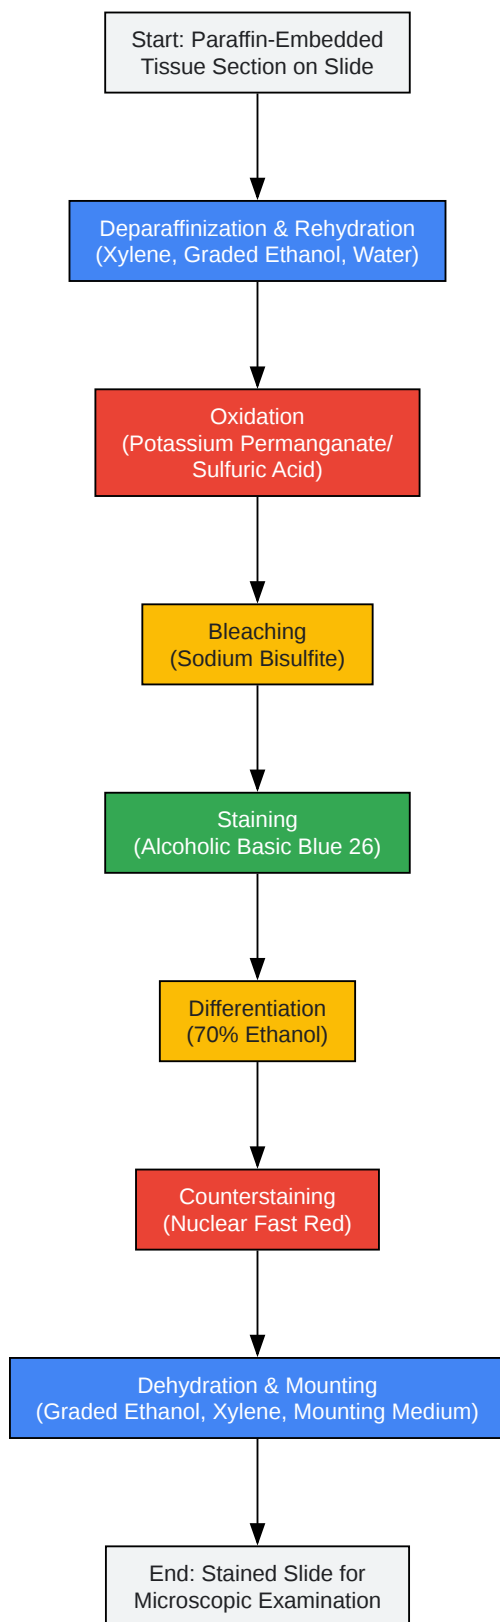 Start: Paraffin-Embedded
Tissue Section on Slide
Deparaffinization & Rehydration
(Xylene, Graded Ethanol, Water)
Oxidation
(Potassium Permanganate/
Sulfuric Acid)
Bleaching
(Sodium Bisulfite)
Staining
(Alcoholic Basic Blue 26)
Differentiation
(70% Ethanol)
Counterstaining
(Nuclear Fast Red)
Dehydration & Mounting
(Graded Ethanol, Xylene, Mounting Medium)
End: Stained Slide for
Microscopic Examination